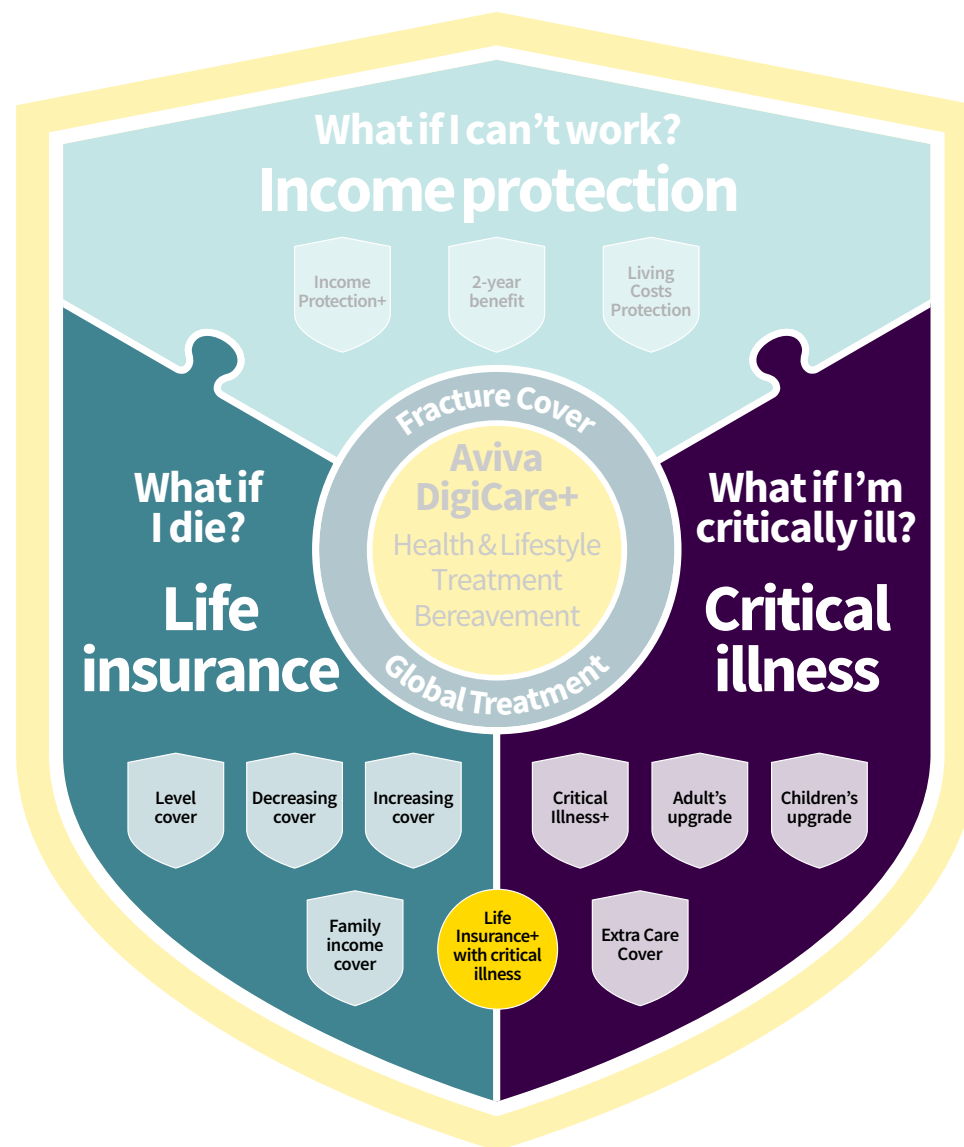 What if I can’t work?
Income protection
Income
Protection+
2-year
benefit
Living
Costs
Protection
Fracture Cover
Aviva
DigiCare+
Health & Lifestyle
Treatment
Bereavement
Global Treatment
What if
I die?
Life
insurance
What if I’m
critically ill?
Critical
illness
Level
cover
Decreasing
cover
Increasing
cover
Critical
Illness+
Adult’s
upgrade
Children’s
upgrade
Family
income
cover
Life
Insurance+
with critical
illness
Extra Care
Cover